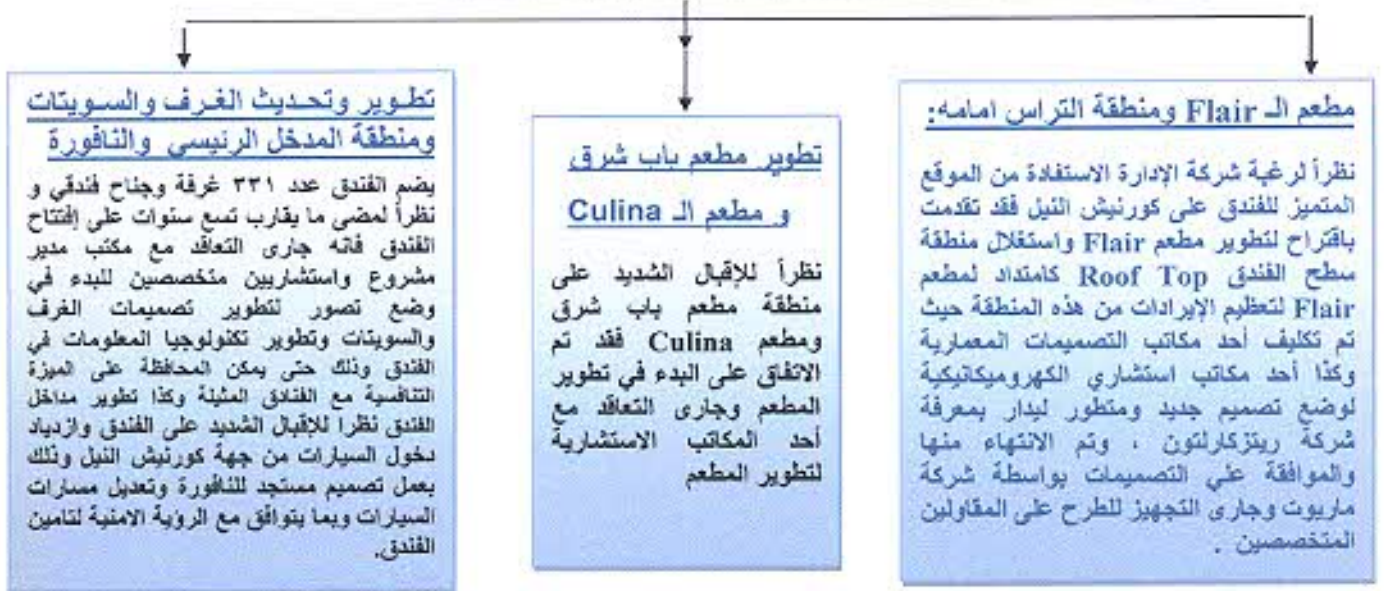 مطعم الـ Flair ومنطقة التراس امامه:
نظراً لرغبة شركة الإدارة الاستفادة من الموقع
المتميز للفندق على كورنيش النيل فقد تقدمت
باقتراح لتطوير مطعم Flair واستغلال منطقة
سطح الفندق Roof Top كامتداد لمطعم
Flair لتعظيم الإيرادات من هذه المنطقة حيث
تم تكليف أحد مكاتب التصميمات المعمارية
وكذا أحد مكاتب استشاري الكهروميكانيكية
لوضع تصميم جديد ومتطور ليدار بمعرفة
شركة ريتزكارلتون ، وتم الانتهاء منها
والموافقة علي التصميمات بواسطة شركة
ماريوت وجارى التجهيز للطرح على المقاولين
المتخصصين .
تطوير مطعم باب شرق
و مطعم الـ Culina
نظراً للإقبال الشديد على
منطقة مطعم باب شرق
ومطعم Culina فقد تم
الاتفاق على البدء في تطوير
المطعم وجارى التعاقد مع
أحد المكاتب الاستشارية
لتطوير المطعم
تطوير وتحديث الغرف والسويتات
ومنطقة المدخل الرئيسي والنافورة
يضم الفندق عدد ٣٣١ غرفة وجناح فندقي و
نظراً لمضى ما يقارب تسع سنوات على إفتتاح
الفندق فانه جارى التعاقد مع مكتب مدير
مشروع واستشاريين متخصصين للبدء في
وضع تصور لتطوير تصميمات الغرف
والسويتات وتطوير تكنولوجيا المعلومات في
الفندق وذلك حتى يمكن المحافظة على الميزة
التنافسية مع الفنادق المثيلة وكذا تطوير مداخل
الفندق نظرا للإقبال الشديد على الفندق وازدياد
دخول السيارات من جهة كورنيش النيل وذلك
بعمل تصميم مستجد للنافورة وتعديل مسارات
السيارات وبما يتوافق مع الرؤية الامنية لتامين
الفندق.